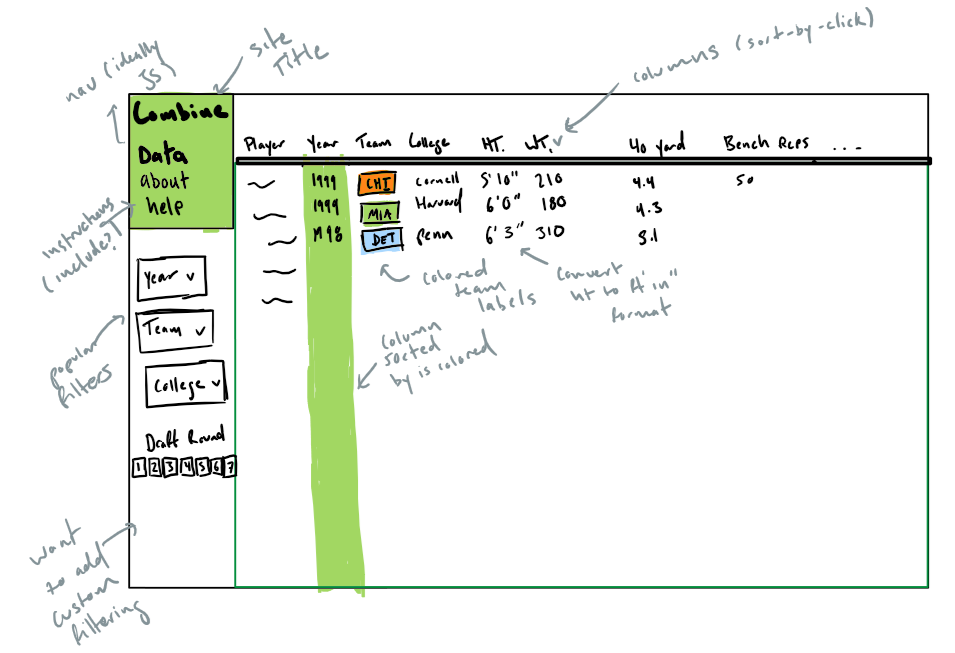 nav (ideally
JS)
site
Title
columns (sort-by-click)
Combine
Data
about
help
Player Year Team College HT. WT. 40 yard Bench Reps ...
1999 CHI Cornell 5'10" 210 4.4 50
1999 MIA Harvard 6'0" 180 4.3
DET Penn 6'3" 310 5.1
instructions
(include?)
Year
Team
College
Draft Round
1 2 3 4 5 6 7
popular
filters
colored
team
labels
convert
ht to ft' in"
format
column
sorted
by is colored
want
to add
custom
filtering